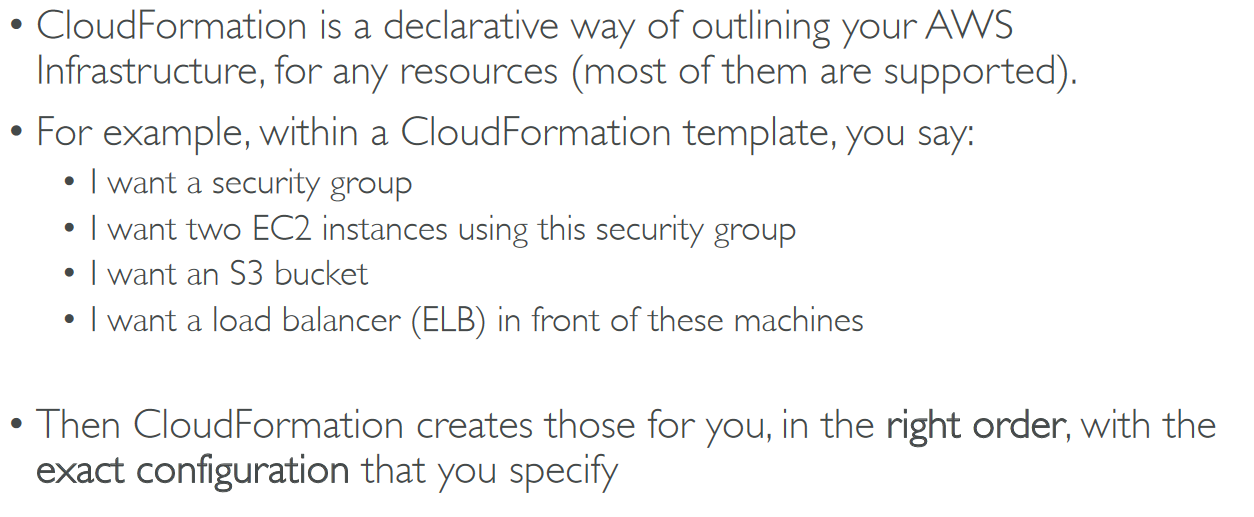 • CloudFormation is a declarative way of outlining your AWS
Infrastructure, for any resources (most of them are supported).
• For example, within a CloudFormation template, you say:
• I want a security group
• I want two EC2 instances using this security group
• I want an S3 bucket
• I want a load balancer (ELB) in front of these machines
• Then CloudFormation creates those for you, in the right order, with the
exact configuration that you specify